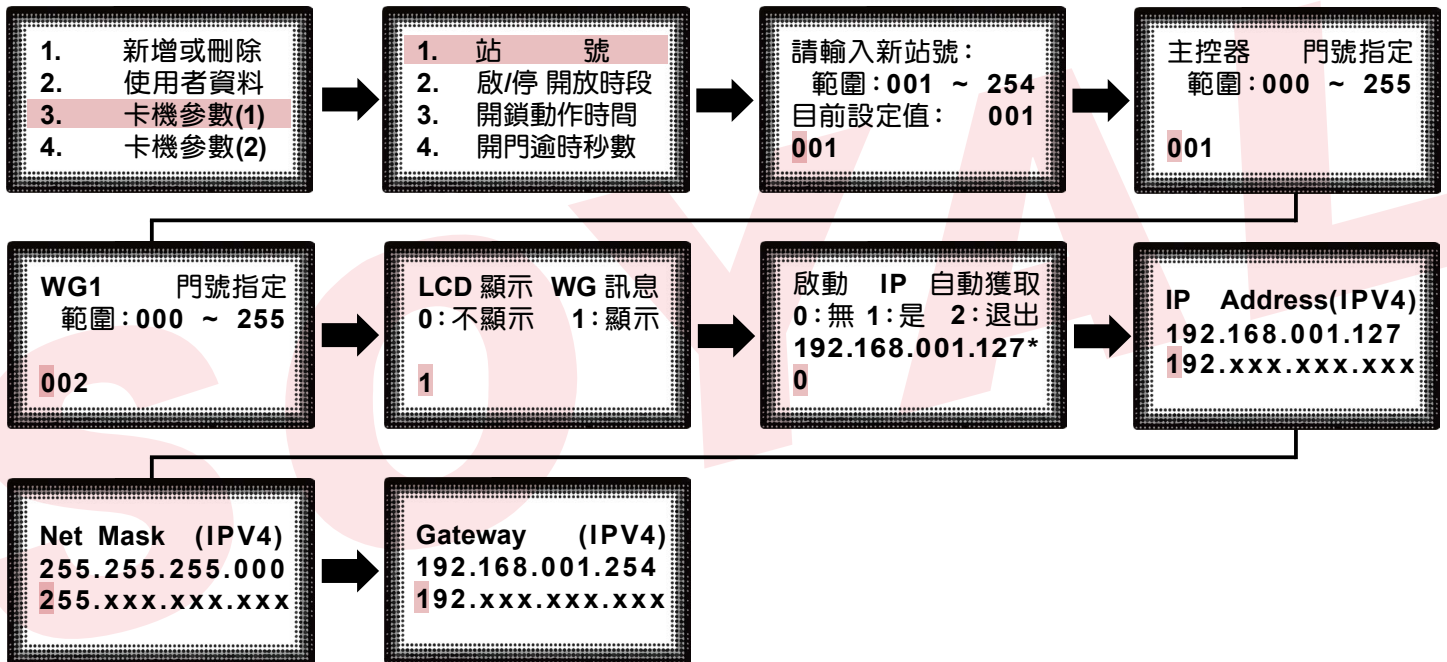 1. 新增或刪除
2. 使用者資料
3. 卡機參數(1)
4. 卡機參數(2)
1. 站 號
2. 啟/停 開放時段
3. 開鎖動作時間
4. 開門逾時秒數
請輸入新站號:
範圍:001 ~ 254
目前設定值: 001
001
主控器 門號指定
範圍:000 ~ 255
001
WG1 門號指定
範圍:000 ~ 255
002
LCD 顯示 WG 訊息
0:不顯示 1:顯示
1
啟動 IP 自動獲取
0:無 1:是 2:退出
192.168.001.127*
0
IP Address(IPV4)
192.168.001.127
192.xxx.xxx.xxx
Net Mask (IPV4)
255.255.255.000
255.xxx.xxx.xxx
Gateway (IPV4)
192.168.001.254
192.xxx.xxx.xxx
SOYAL